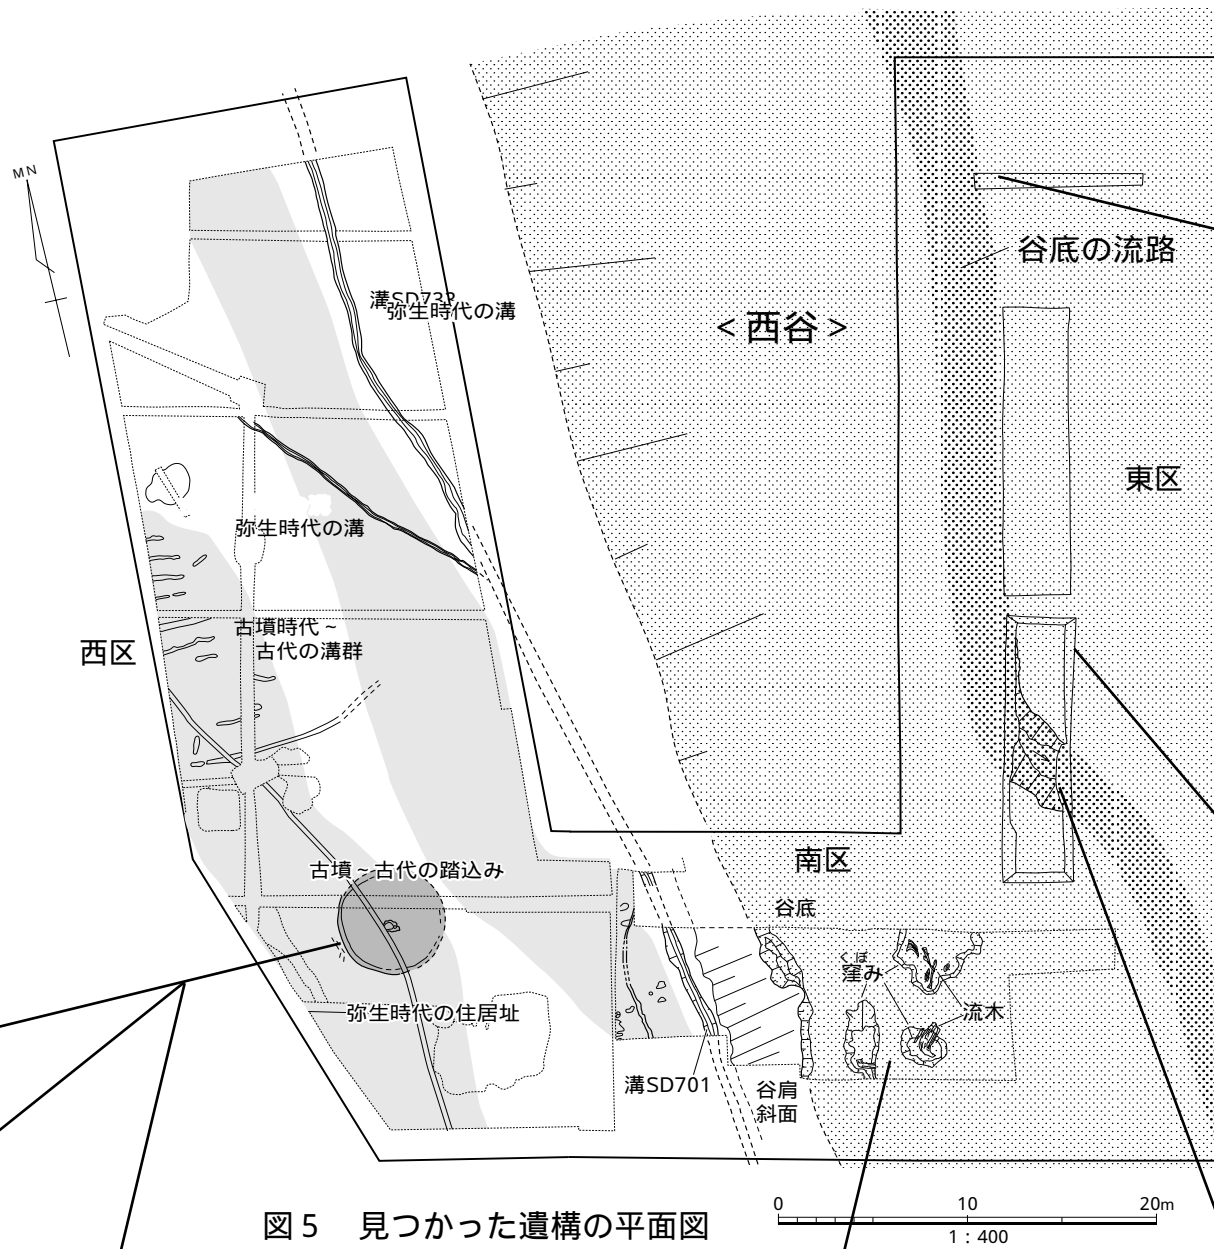 MN
谷底の流路
溝SD732
弥生時代の溝
<西谷>
東区
弥生時代の溝
古墳時代~
古代の溝群
西区
古墳~古代の踏込み
南区
谷底
くぼ
窪み
弥生時代の住居址
流木
溝SD701
谷肩
斜面
0 10 20m
1:400
図5 見つかった遺構の平面図